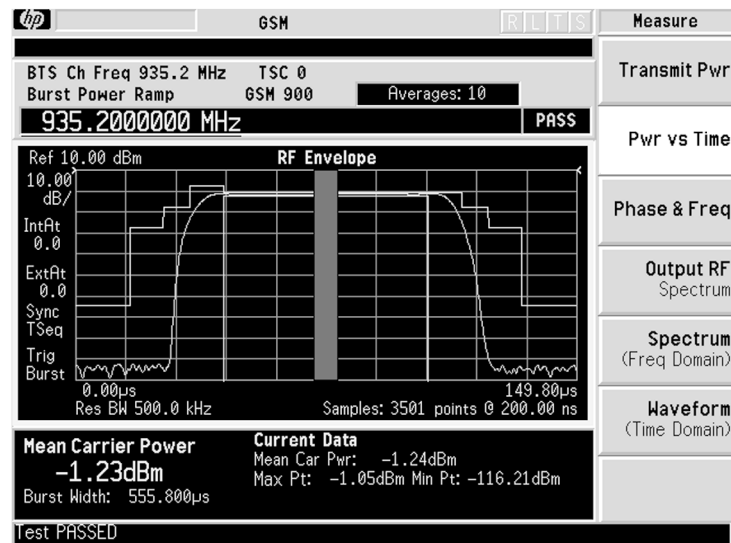 hp
GSM
R L T S
Measure
BTS Ch Freq 935.2 MHz TSC 0
Burst Power Ramp GSM 900 Averages: 10
935.2000000 MHz PASS
Ref 10.00 dBm RF Envelope
10.00
dB/
IntAt
0.0
ExtAt
0.0
Sync
TSeq
Trig
Burst
0.00µs 149.80µs
Res BW 500.0 kHz Samples: 3501 points @ 200.00 ns
Mean Carrier Power
-1.23dBm
Burst Width: 555.800µs
Current Data
Mean Car Pwr: -1.24dBm
Max Pt: -1.05dBm Min Pt: -116.21dBm
Test PASSED
Transmit Pwr
Pwr vs Time
Phase & Freq
Output RF
Spectrum
Spectrum
(Freq Domain)
Waveform
(Time Domain)